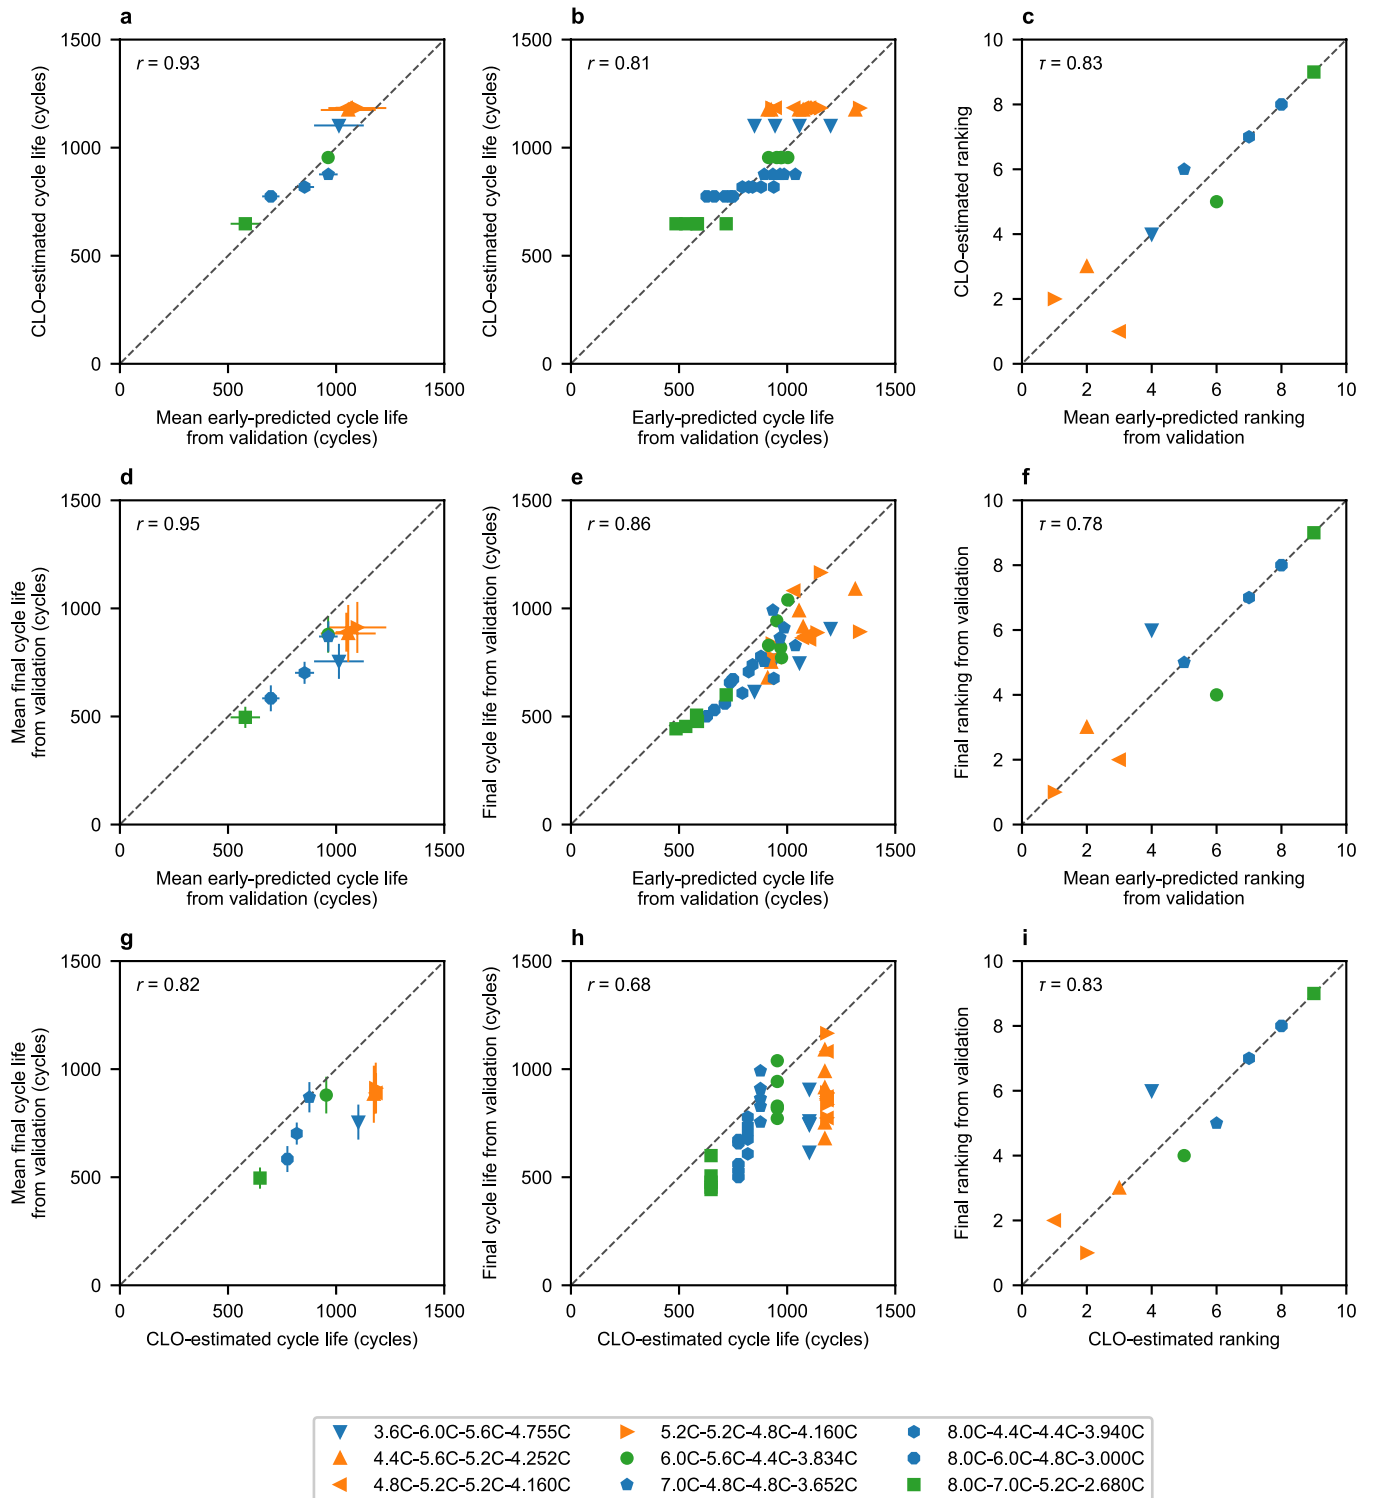 a
1500
1000
500
0
0
500
1000
1500
r = 0.93
CLO-estimated cycle life (cycles)
Mean early-predicted cycle life
from validation (cycles)
b
1500
1000
500
0
0
500
1000
1500
r = 0.81
CLO-estimated cycle life (cycles)
Early-predicted cycle life
from validation (cycles)
c
10
8
6
4
2
0
0
2
4
6
8
10
τ = 0.83
CLO-estimated ranking
Mean early-predicted ranking
from validation
d
1500
1000
500
0
0
500
1000
1500
r = 0.95
Mean final cycle life
from validation (cycles)
Mean early-predicted cycle life
from validation (cycles)
e
1500
1000
500
0
0
500
1000
1500
r = 0.86
Final cycle life from validation (cycles)
Early-predicted cycle life
from validation (cycles)
f
10
8
6
4
2
0
0
2
4
6
8
10
τ = 0.78
Final ranking from validation
Mean early-predicted ranking
from validation
g
1500
1000
500
0
0
500
1000
1500
r = 0.82
Mean final cycle life
from validation (cycles)
CLO-estimated cycle life (cycles)
h
1500
1000
500
0
0
500
1000
1500
r = 0.68
Final cycle life from validation (cycles)
CLO-estimated cycle life (cycles)
i
10
8
6
4
2
0
0
2
4
6
8
10
τ = 0.83
Final ranking from validation
CLO-estimated ranking
3.6C-6.0C-5.6C-4.755C
4.4C-5.6C-5.2C-4.252C
4.8C-5.2C-5.2C-4.160C
5.2C-5.2C-4.8C-4.160C
6.0C-5.6C-4.4C-3.834C
7.0C-4.8C-4.8C-3.652C
8.0C-4.4C-4.4C-3.940C
8.0C-6.0C-4.8C-3.000C
8.0C-7.0C-5.2C-2.680C